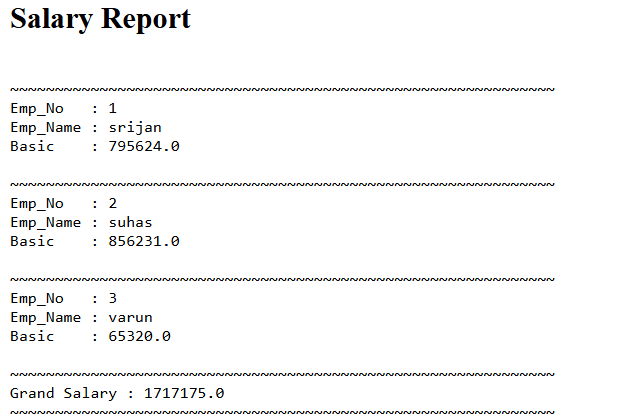 Salary Report
~~~~~~~~~~~~~~~~~~~~~~~~~~~~~~~~~~~~~~~~~~~~~~~~~~~~~~~~~~~~~
Emp_No   : 1
Emp_Name : srijan
Basic    : 795624.0
~~~~~~~~~~~~~~~~~~~~~~~~~~~~~~~~~~~~~~~~~~~~~~~~~~~~~~~~~~~~~
Emp_No   : 2
Emp_Name : suhas
Basic    : 856231.0
~~~~~~~~~~~~~~~~~~~~~~~~~~~~~~~~~~~~~~~~~~~~~~~~~~~~~~~~~~~~~
Emp_No   : 3
Emp_Name : varun
Basic    : 65320.0
~~~~~~~~~~~~~~~~~~~~~~~~~~~~~~~~~~~~~~~~~~~~~~~~~~~~~~~~~~~~~
Grand Salary : 1717175.0
~~~~~~~~~~~~~~~~~~~~~~~~~~~~~~~~~~~~~~~~~~~~~~~~~~~~~~~~~~~~~